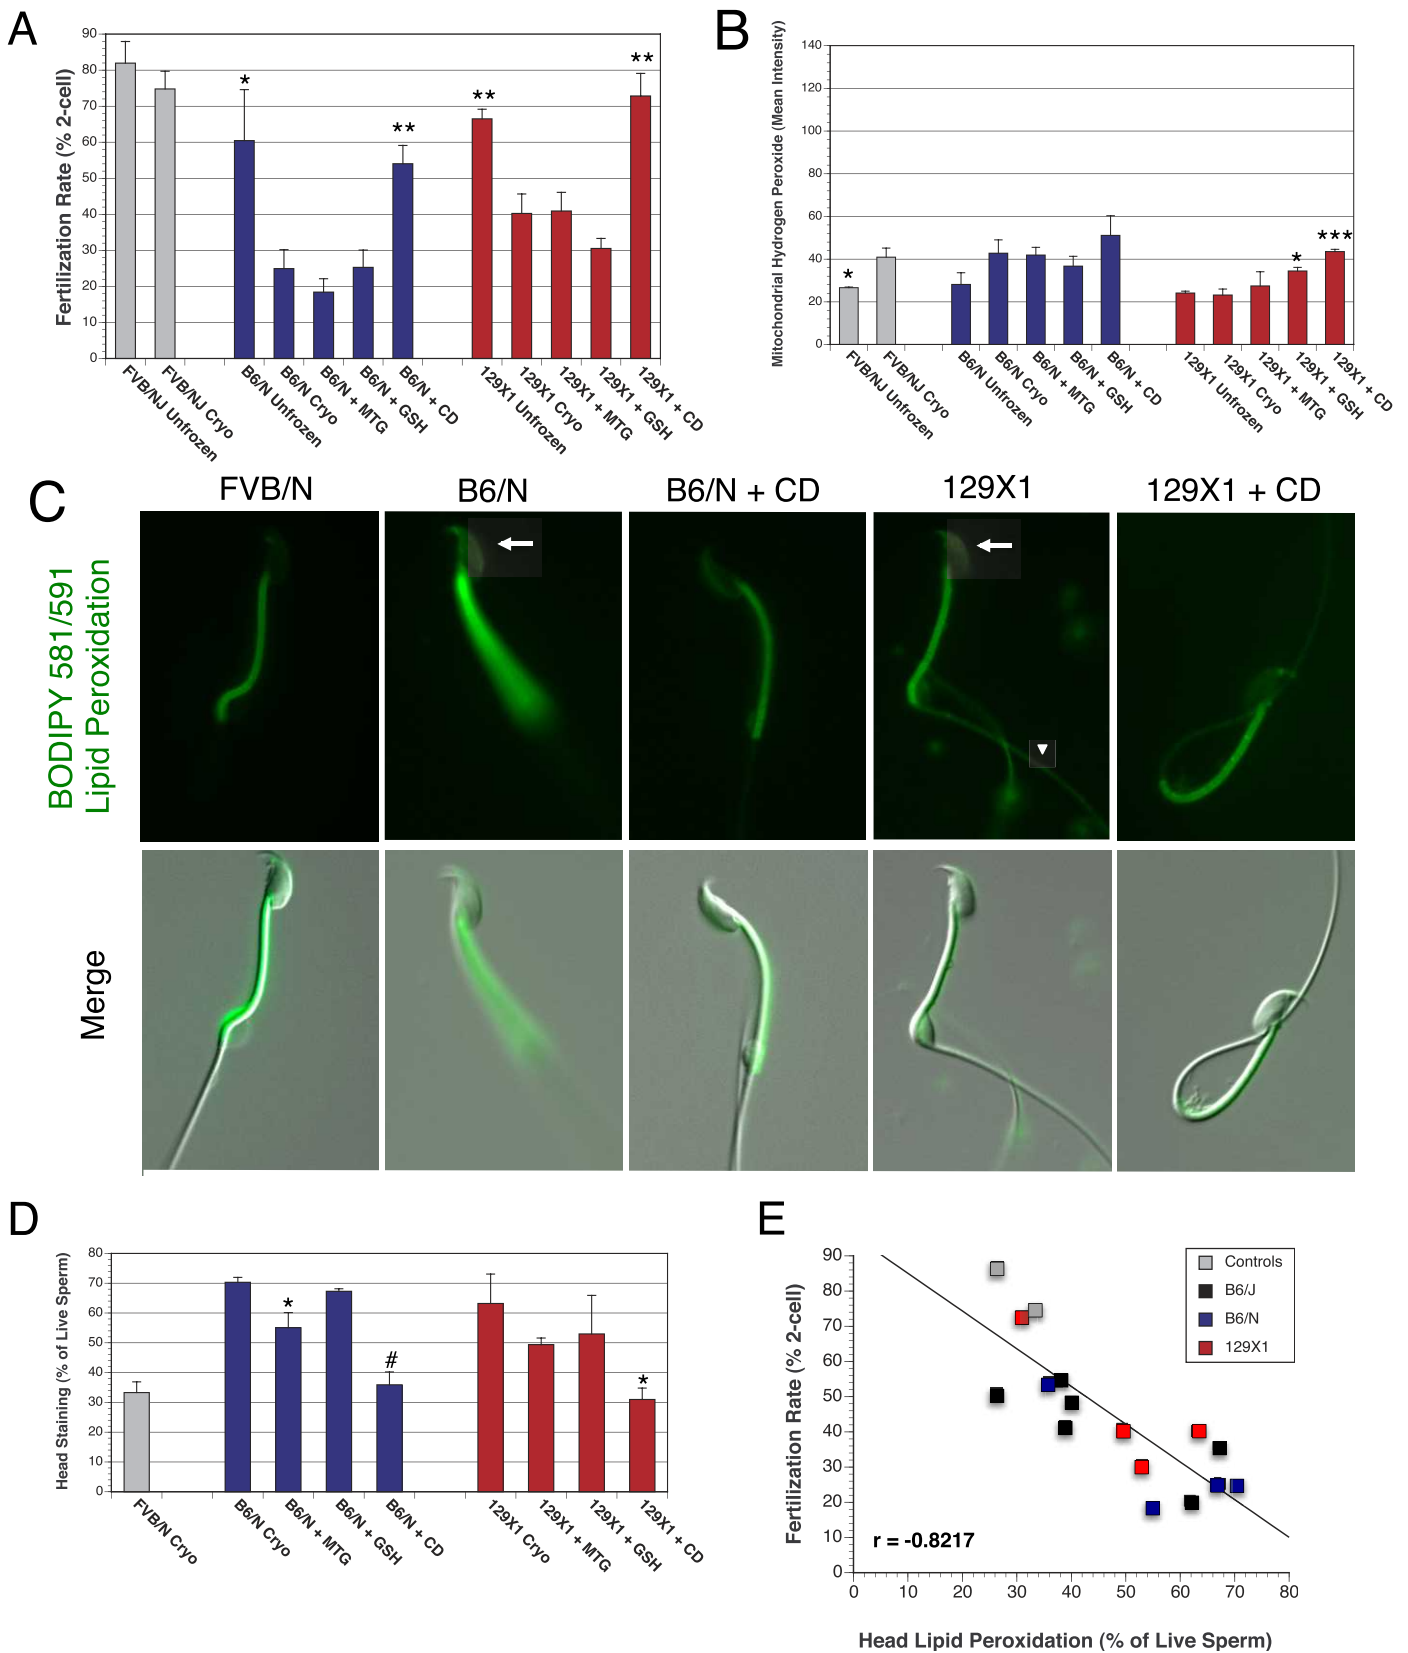 A
Fertilization Rate (% 2-cell)
90
80
70
60
50
40
30
20
10
0
*
**
**
**
FVB/NJ Unfrozen
FVB/NJ Cryo
B6/N Unfrozen
B6/N Cryo
B6/N + MTG
B6/N + GSH
B6/N + CD
129X1 Unfrozen
129X1 Cryo
129X1 + MTG
129X1 + GSH
129X1 + CD
B
Mitochondrial Hydrogen Peroxide (Mean Intensity)
140
120
100
80
60
40
20
0
*
*
***
FVB/NJ Unfrozen
FVB/NJ Cryo
B6/N Unfrozen
B6/N Cryo
B6/N + MTG
B6/N + GSH
B6/N + CD
129X1 Unfrozen
129X1 Cryo
129X1 + MTG
129X1 + GSH
129X1 + CD
C
FVB/N
B6/N
B6/N + CD
129X1
129X1 + CD
BODIPY 581/591
Lipid Peroxidation
Merge
D
Head Staining (% of Live Sperm)
80
70
60
50
40
30
20
10
0
*
#
*
FVB/N Cryo
B6/N Cryo
B6/N + MTG
B6/N + GSH
B6/N + CD
129X1 Cryo
129X1 + MTG
129X1 + GSH
129X1 + CD
E
Fertilization Rate (% 2-cell)
90
80
70
60
50
40
30
20
10
0
Controls
B6/J
B6/N
129X1
r = -0.8217
0 10 20 30 40 50 60 70 80
Head Lipid Peroxidation (% of Live Sperm)